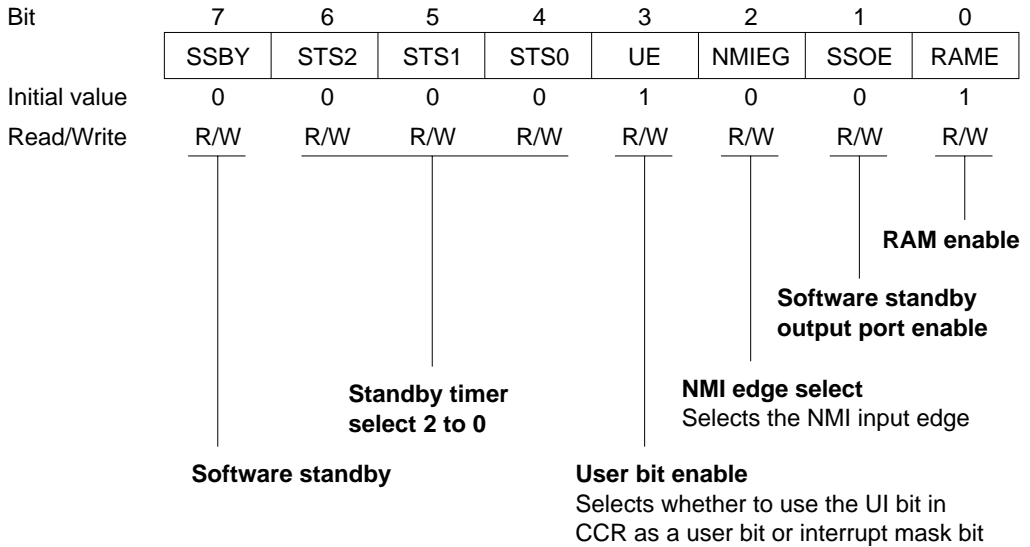 Bit 7 6 5 4 3 2 1 0
SSBY STS2 STS1 STS0 UE NMIEG SSOE RAME
Initial value 0 0 0 0 1 0 0 1
Read/Write R/W R/W R/W R/W R/W R/W R/W R/W
RAM enable
Software standby
output port enable
Standby timer
select 2 to 0
NMI edge select
Selects the NMI input edge
Software standby
User bit enable
Selects whether to use the UI bit in
CCR as a user bit or interrupt mask bit